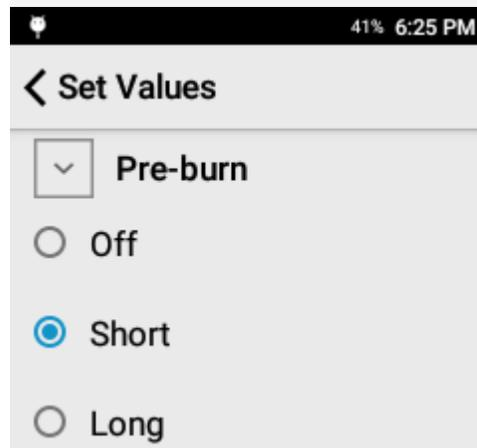 41% 6:25 PM
Set Values
Pre-burn
Off
Short
Long